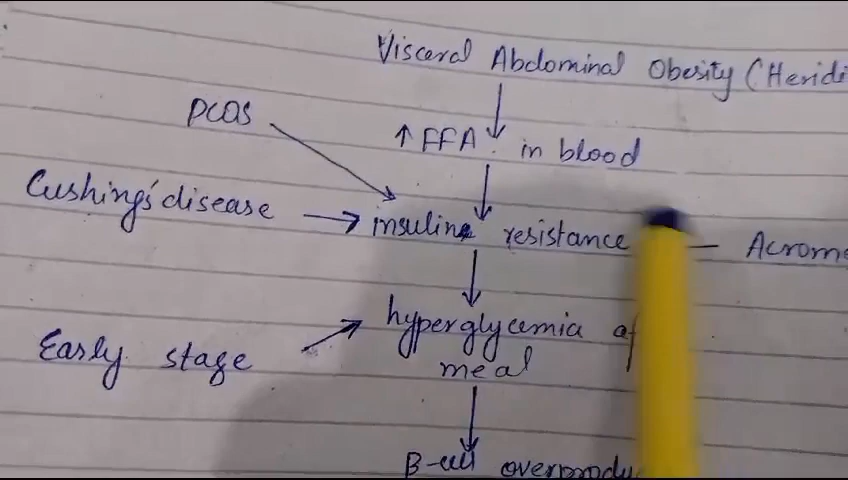 Visceral Abdominal Obesity (Heridi
PCOS
↑ FFA in blood
Cushing's disease → insulin resistance — Acrome
Early stage
hyperglycemia af
meal
B-cell overprodu